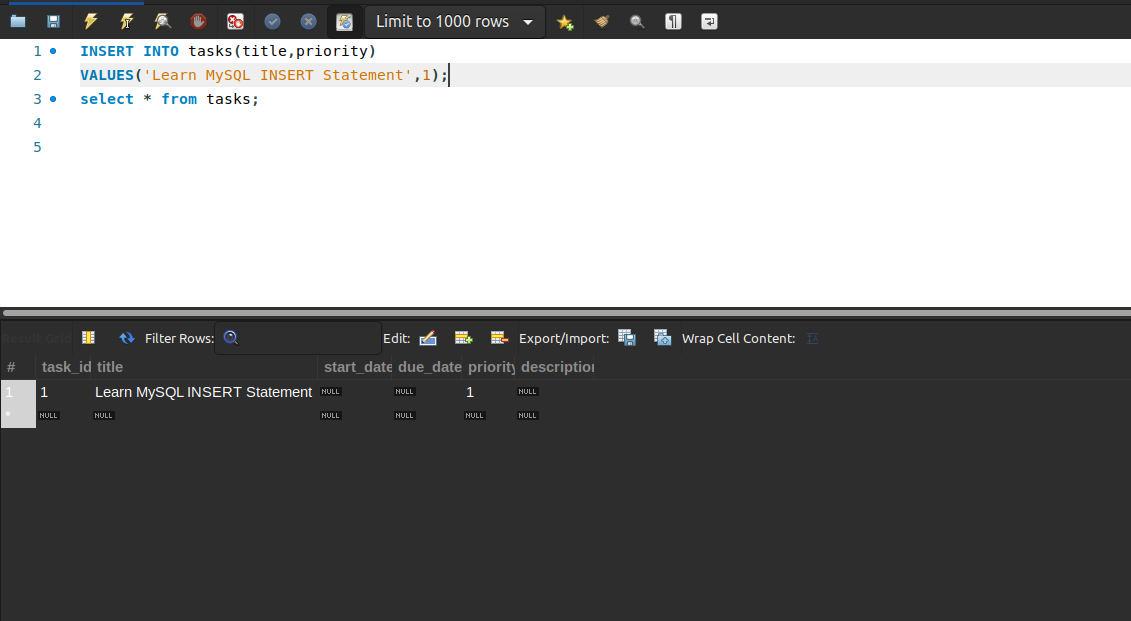 Limit to 1000 rows
1 INSERT INTO tasks(title,priority)
2 VALUES('Learn MySQL INSERT Statement',1);
3 select * from tasks;
4
5
Result Grid Filter Rows: Edit: Export/Import: Wrap Cell Content:
# task_id title start_date due_date priority description
1 1 Learn MySQL INSERT Statement NULL NULL 1 NULL
* NULL NULL NULL NULL NULL NULL